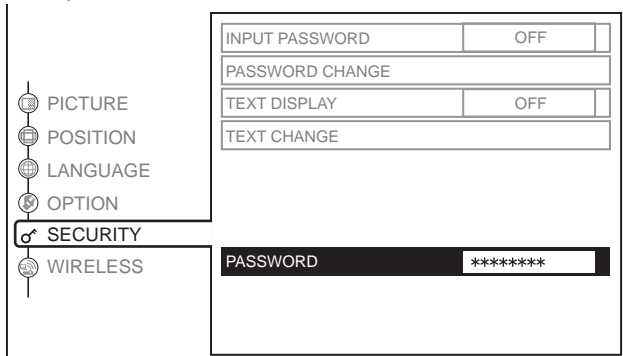 INPUT PASSWORD OFF
PASSWORD CHANGE
TEXT DISPLAY OFF
TEXT CHANGE
PICTURE
POSITION
LANGUAGE
OPTION
SECURITY
WIRELESS
PASSWORD ********